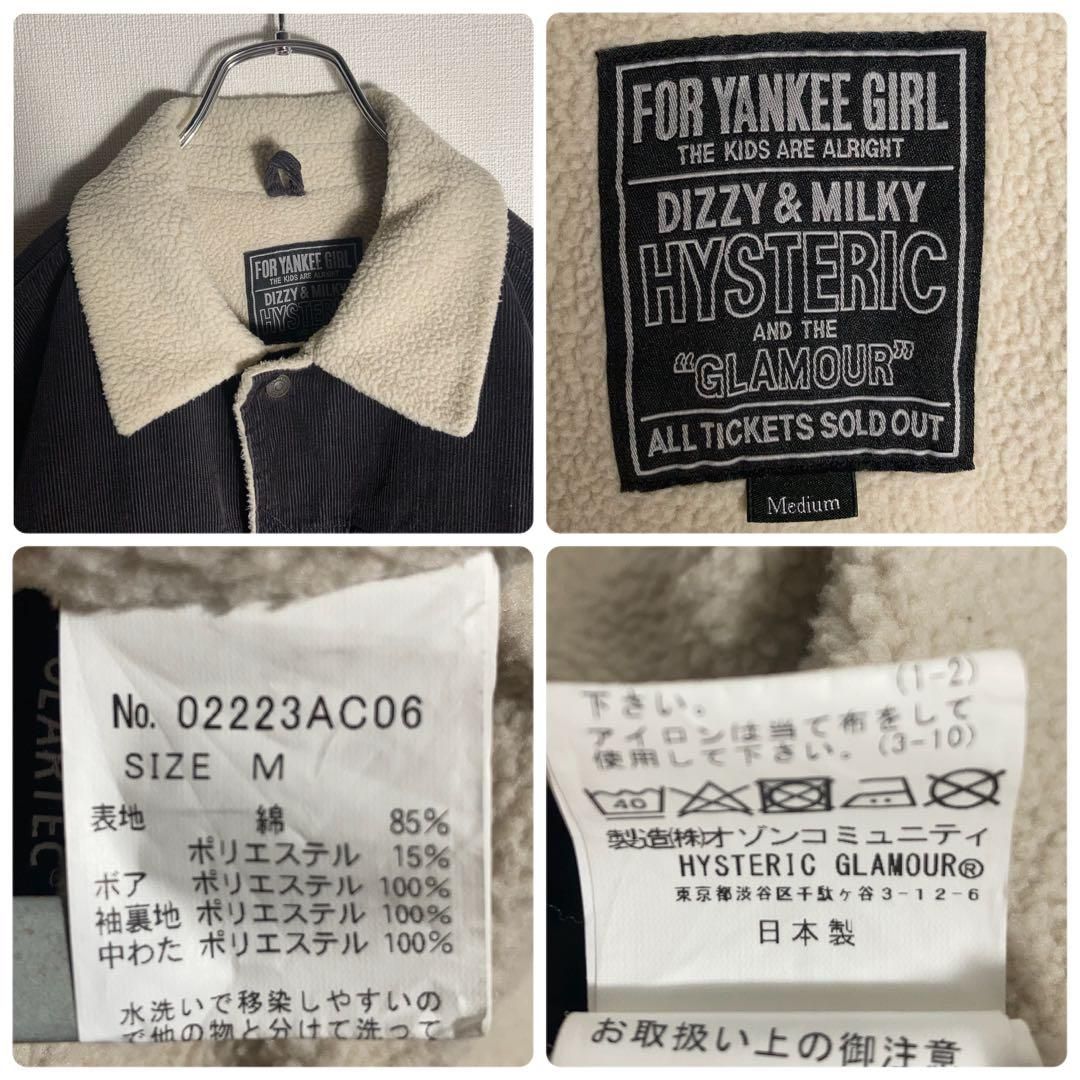 FOR YANKEE GIRL
THE KIDS ARE ALRIGHT
DIZZY & MILKY
FOR YANKEE GIRL
THE KIDS ARE ALRIGHT
DIZZY & MILKY
HYSTERIC
AND THE
“GLAMOUR”
ALL TICKETS SOLD OUT
Medium
No. 02223AC06
SIZE M
表地 綿 85%
ポリエステル 15%
ボア ポリエステル 100%
袖裏地 ポリエステル 100%
中わた ポリエステル 100%
水洗いで移染しやすいの
で他の物と分けて洗って
(1-2)
下さい。
アイロンは当て布をして
使用して下さい。(3-10)
40
製造(株)オゾンコミュニティ
HYSTERIC GLAMOUR®
東京都渋谷区千駄ヶ谷3-12-6
日本製
お取扱い上の御注意